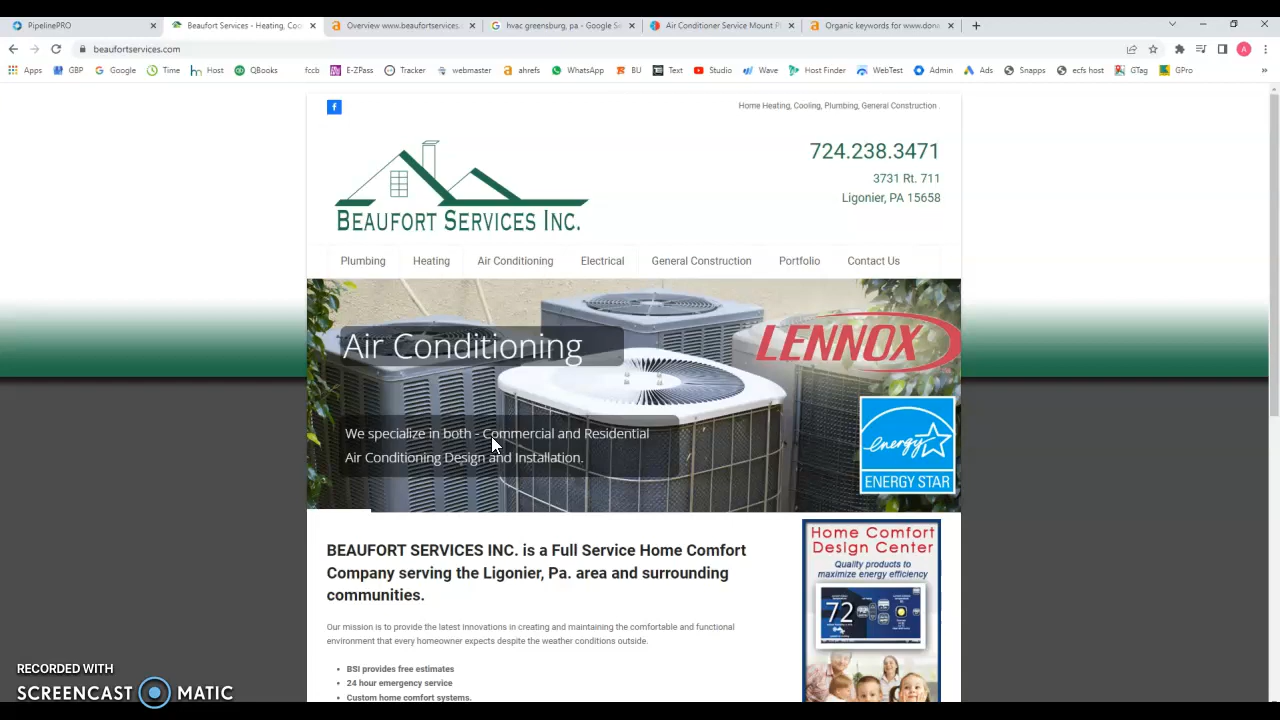 PipelinePRO
Beaufort Services - Heating, Coo
Overview www.beaufortservices.
hvac greensburg, pa - Google Se
Air Conditioner Service Mount Pl
Organic keywords for www.dona
beaufortservices.com
A
Apps
GBP
Google
Time
Host
QBooks
fccb
E-ZPass
Tracker
webmaster
ahrefs
WhatsApp
BU
Text
Studio
Wave
Host Finder
WebTest
Admin
Ads
Snapps
ecfs host
GTag
GPro
Home Heating, Cooling, Plumbing, General Construction .
724.238.3471
3731 Rt. 711
Ligonier, PA 15658
BEAUFORT SERVICES INC.
Plumbing
Heating
Air Conditioning
Electrical
General Construction
Portfolio
Contact Us
Air Conditioning
LENNOX
We specialize in both - Commercial and Residential
Air Conditioning Design and Installation.
energy
ENERGY STAR
BEAUFORT SERVICES INC. is a Full Service Home Comfort
Company serving the Ligonier, Pa. area and surrounding
communities.
Our mission is to provide the latest innovations in creating and maintaining the comfortable and functional
environment that every homeowner expects despite the weather conditions outside.
• BSI provides free estimates
• 24 hour emergency service
• Custom home comfort systems.
Home Comfort
Design Center
Quality products to
maximize energy efficiency
72
RECORDED WITH
SCREENCAST MATIC